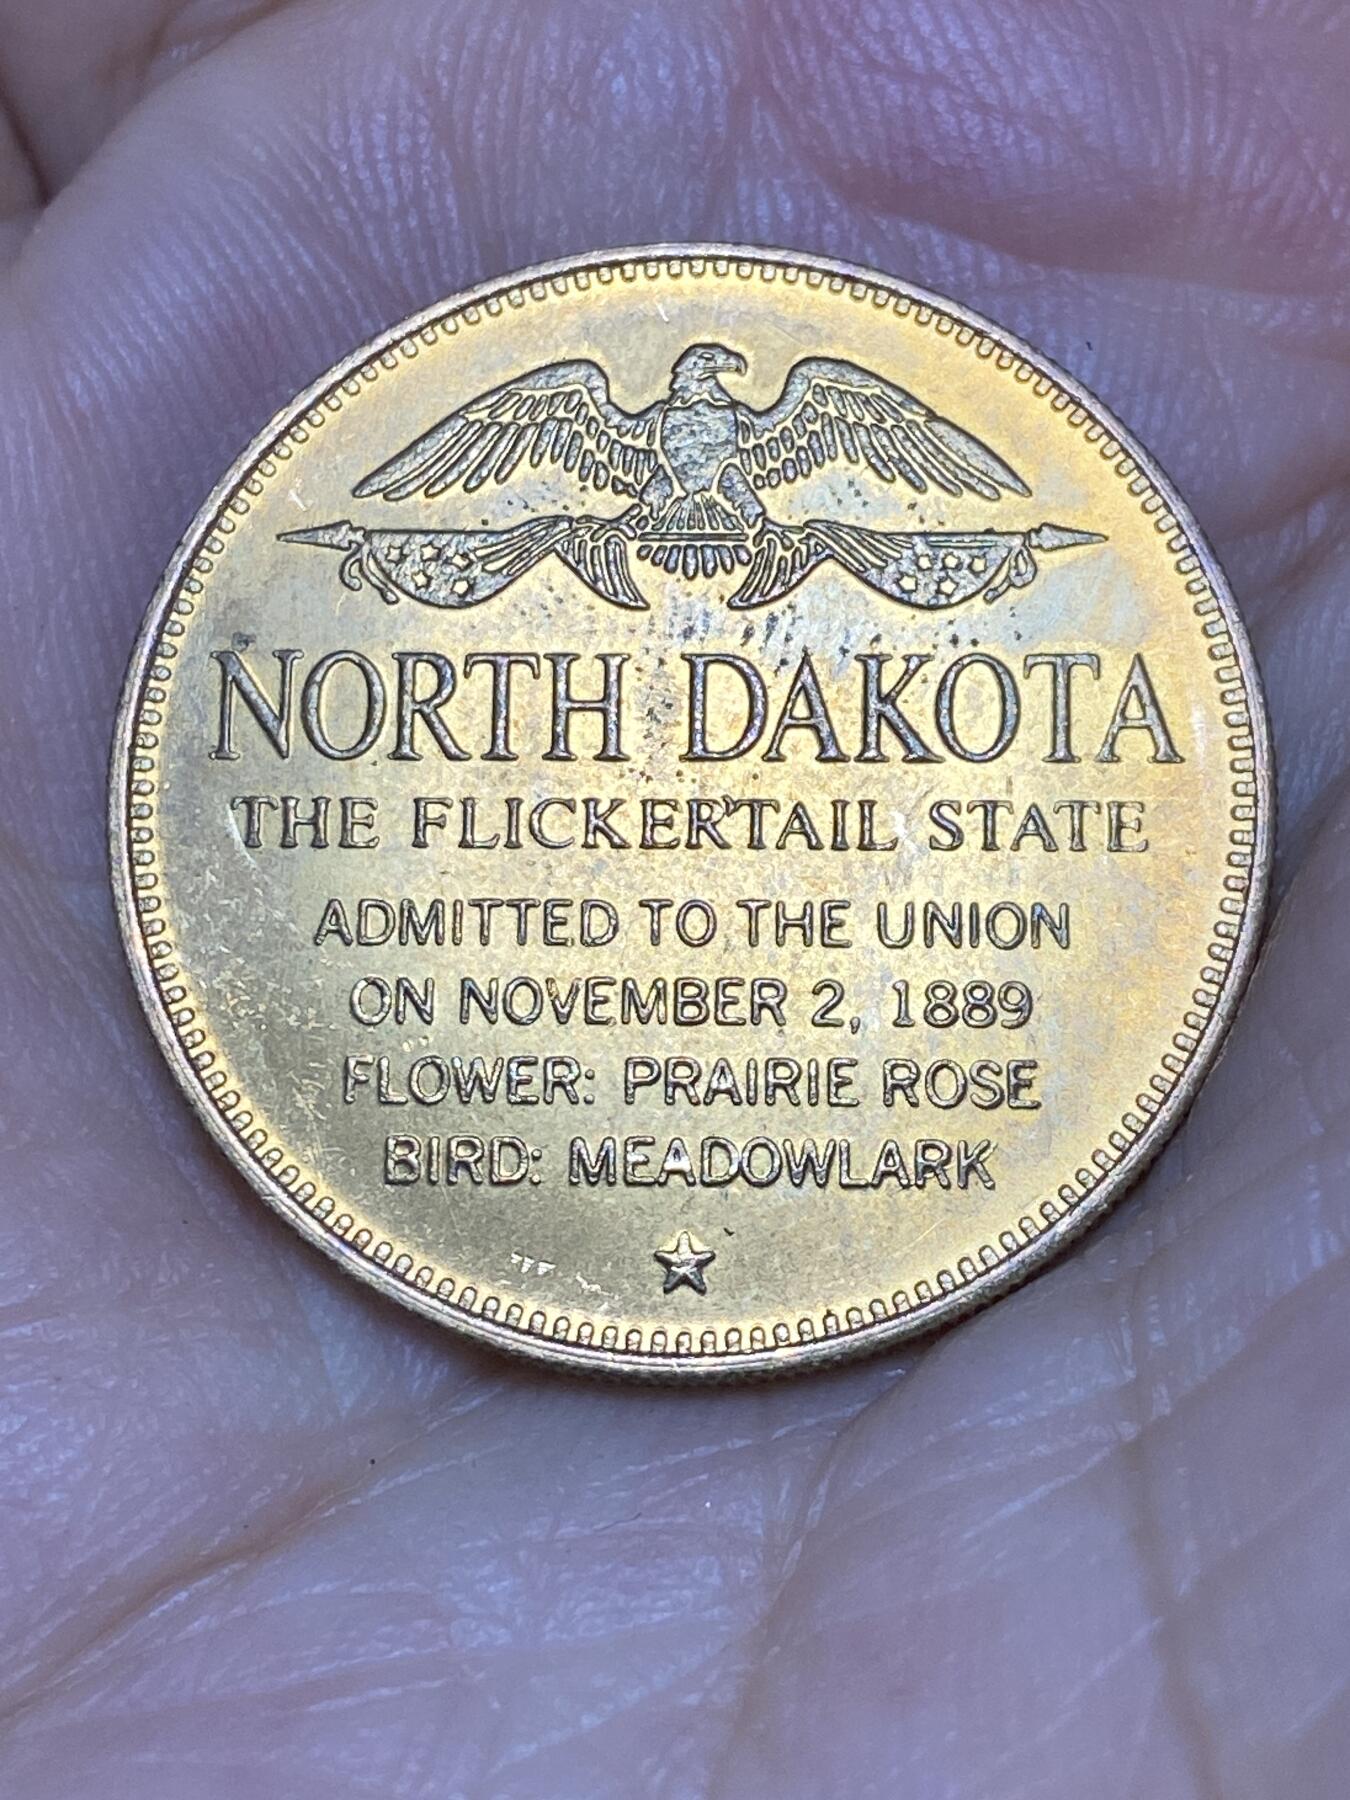 NORTH DAKOTA
THE FLICKERTAIL STATE
ADMITTED TO THE UNION
ON NOVEMBER 2, 1889
FLOWER: PRAIRIE ROSE
BIRD: MEADOWLARK